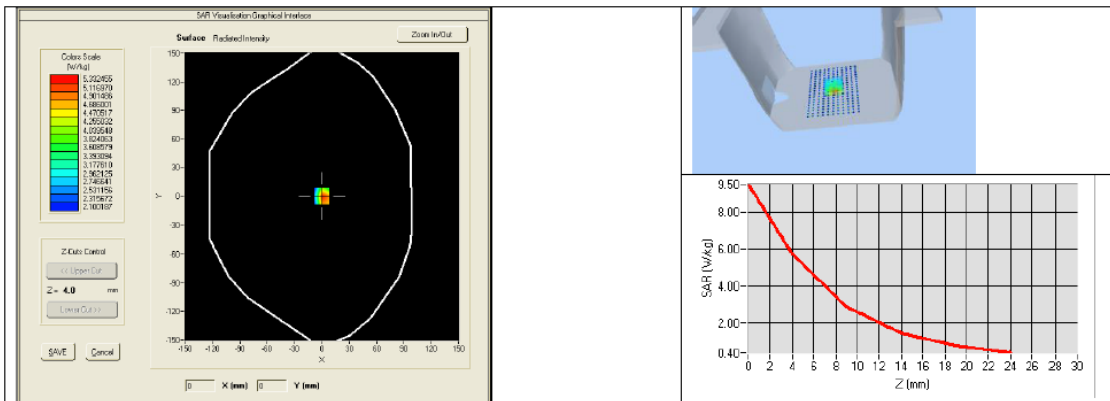 SAR Visualisation Graphical Interface
Surface Radiated Intensity
Zoom In/Out
Colors Scale
(W/kg)
5.332455
5.116970
4.901486
4.686001
4.470517
4.255032
4.039548
3.824063
3.608579
3.393094
3.177610
2.962125
2.746641
2.531156
2.315672
2.100187
Z-Cuts Control
<< Upper Cut
Z = 4.0 mm
Lower Cut >>
SAVE Cancel
150-
120-
90-
60-
30-
0-
-30-
-60-
-90-
-120-
-150-
Y
-150 -120 -90 -60 -30 0 30 60 90 120 150
X
0 X (mm) 0 Y (mm)
9.50
8.00-
6.00-
4.00-
2.00-
0.40-
SAR (W/kg)
0 2 4 6 8 10 12 14 16 18 20 22 24 26 28 30
Z (mm)